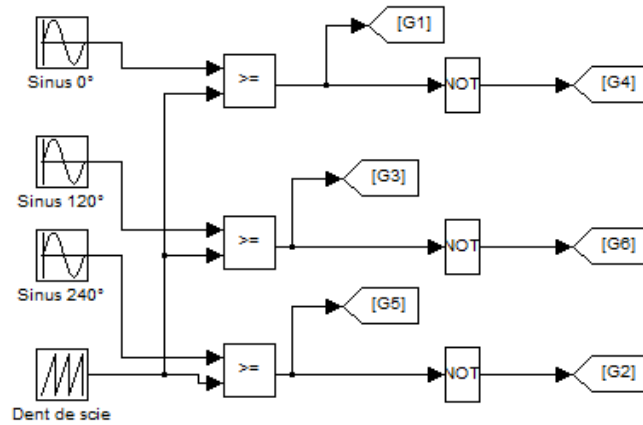 [G1]
Sinus 0°
>=
NOT
[G4]
[G3]
Sinus 120°
>=
NOT
[G6]
Sinus 240°
[G5]
>=
NOT
[G2]
Dent de scie